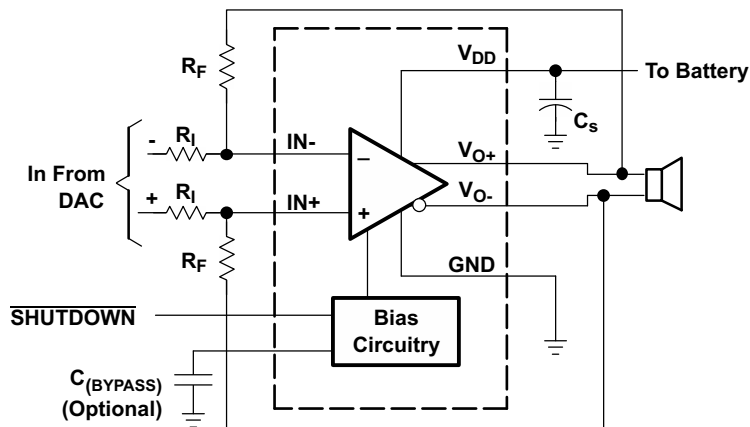 V_DD
To Battery
R_F
C_s
-
R_I
IN-
−
V_O+
In From
DAC
+
R_I
IN+
+
V_O-
R_F
GND
SHUTDOWN
Bias
Circuitry
C_(BYPASS)
(Optional)